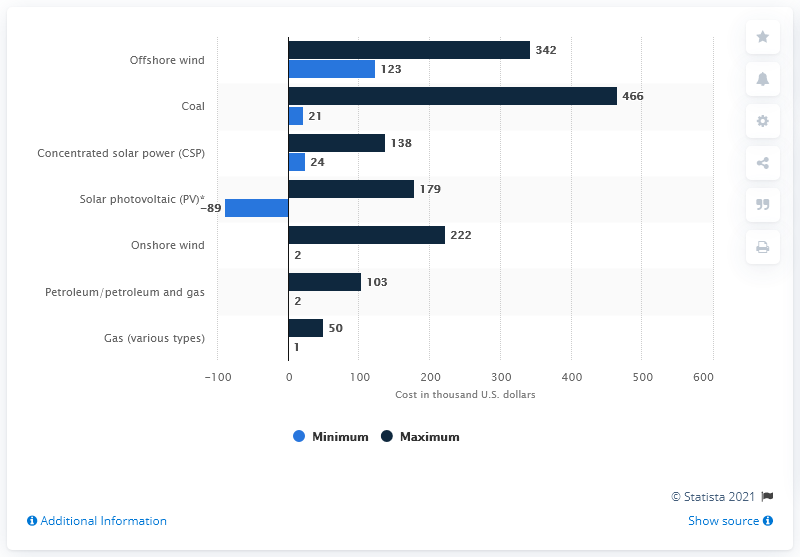 Offshore wind 342
123
Coal 466
21
Concentrated solar power (CSP) 138
24
Solar photovoltaic (PV)* 179
-89
Onshore wind 222
2
Petroleum/petroleum and gas 103
2
Gas (various types) 50
1
-100 0 100 200 300 400 500 600
Cost in thousand U.S. dollars
Minimum Maximum
© Statista 2021
Additional Information Show source